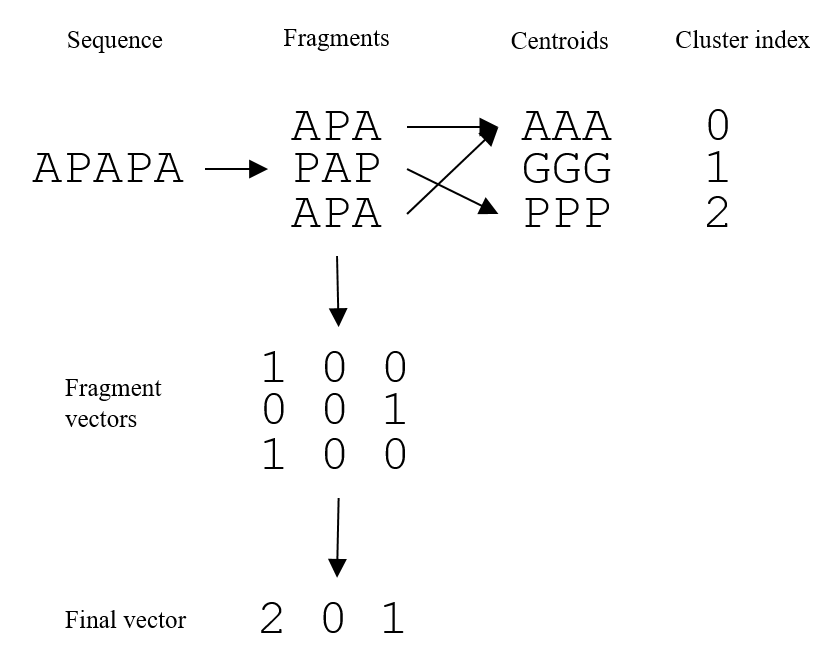 Sequence Fragments Centroids Cluster index
APA AAA 0
APAPA PAP GGG 1
APA PPP 2
1 0 0
Fragment 0 0 1
vectors
1 0 0
Final vector 2 0 1